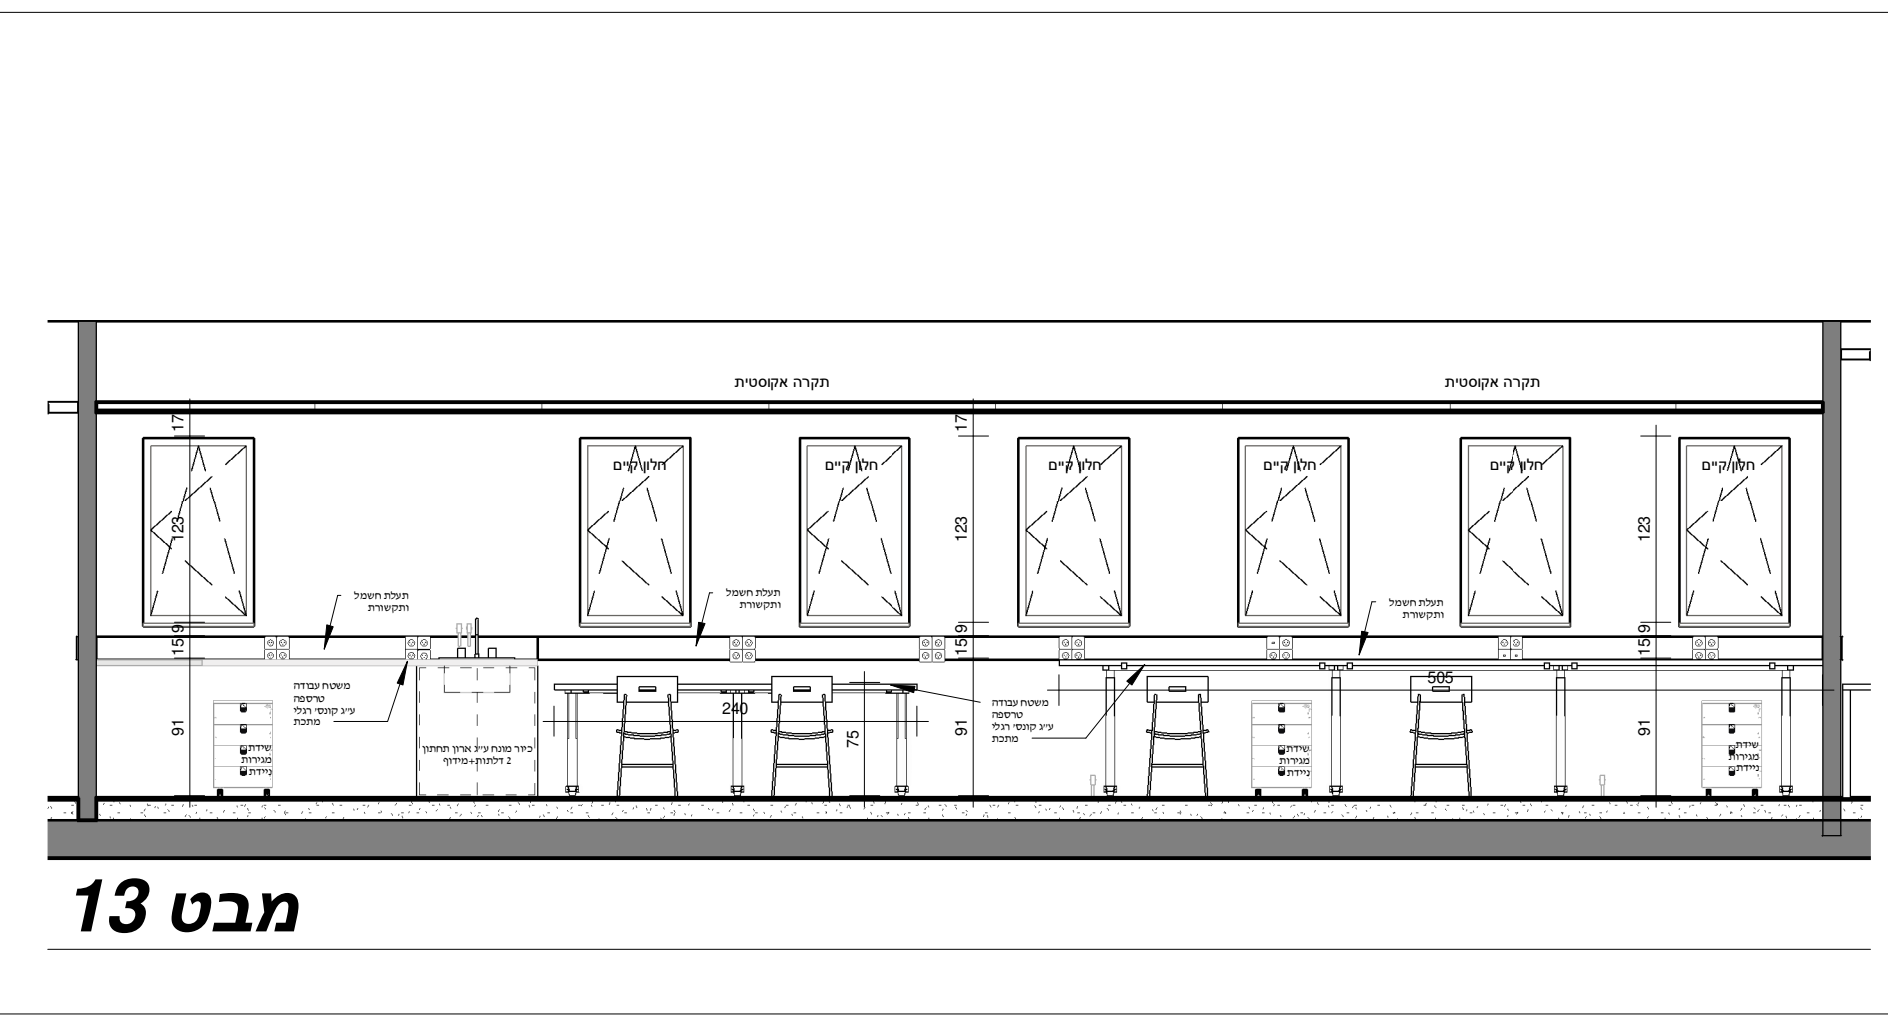 תקרה אקוסטית
תקרה אקוסטית
17
17
חלון קיים
חלון קיים
חלון קיים
חלון קיים
חלון קיים
חלון קיים
123
123
123
תעלת חשמל
ותקשורת
תעלת חשמל
ותקשורת
תעלת חשמל
ותקשורת
9
15
9
15
9
15
משטח עבודה
טרספה
ע״ג קונס׳ רגלי
מתכת
משטח עבודה
טרספה
ע״ג קונס׳ רגלי
מתכת
505
240
75
91
91
91
כיור מונח ע״ג ארון תחתון
2 דלתות+מידוף
שידת
מגירות
ניידת
שידת
מגירות
ניידת
שידת
מגירות
ניידת
מבט 13